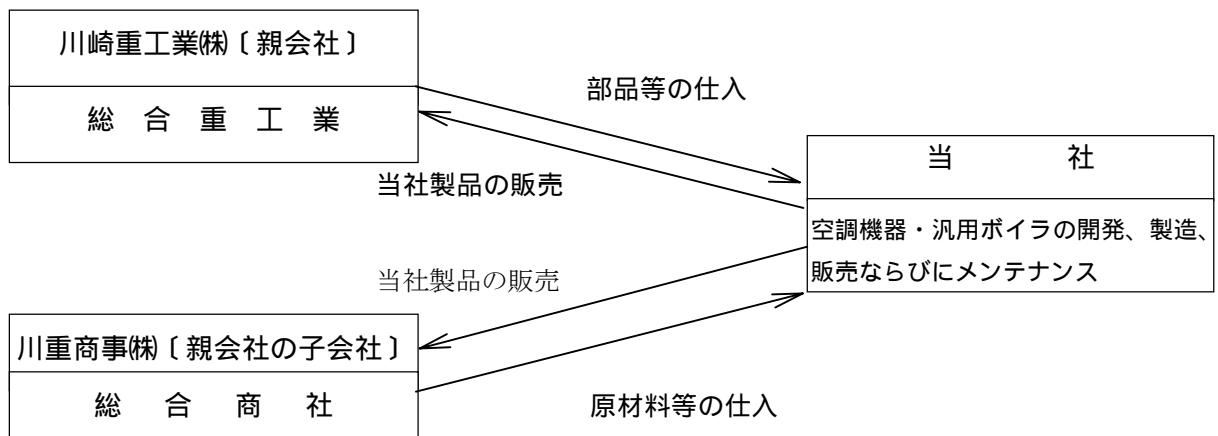 川崎重工業㈱〔親会社〕
総合重工業
部品等の仕入
当社製品の販売
当社
空調機器・汎用ボイラの開発、製造、
販売ならびにメンテナンス
当社製品の販売
川重商事㈱〔親会社の子会社〕
総合商社
原材料等の仕入